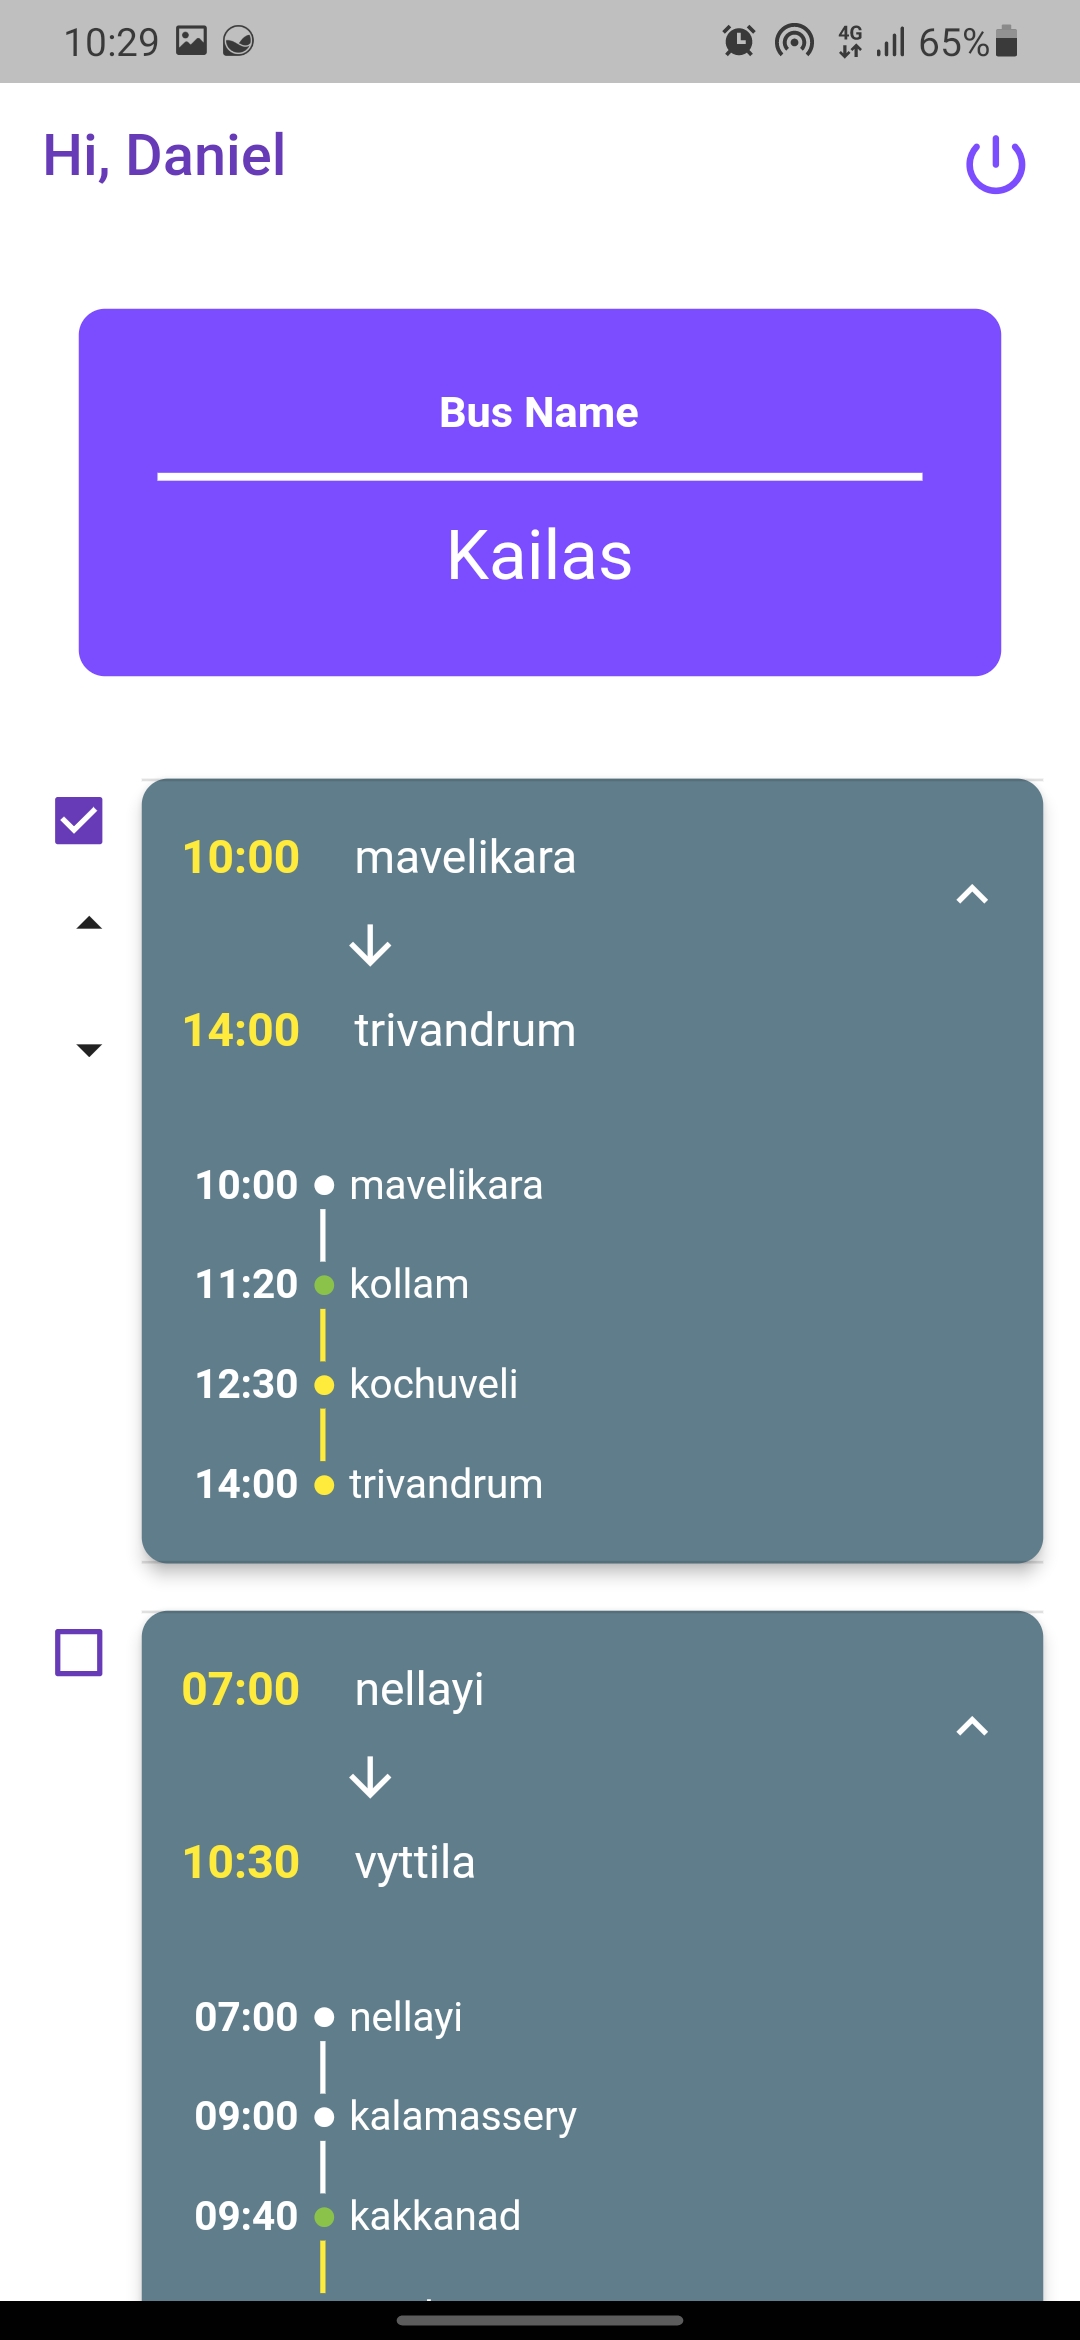 10:29 4G 65%
Hi, Daniel
Bus Name
Kailas
10:00 mavelikara
14:00 trivandrum
10:00 mavelikara
11:20 kollam
12:30 kochuveli
14:00 trivandrum
07:00 nellayi
10:30 vyttila
07:00 nellayi
09:00 kalamassery
09:40 kakkanad